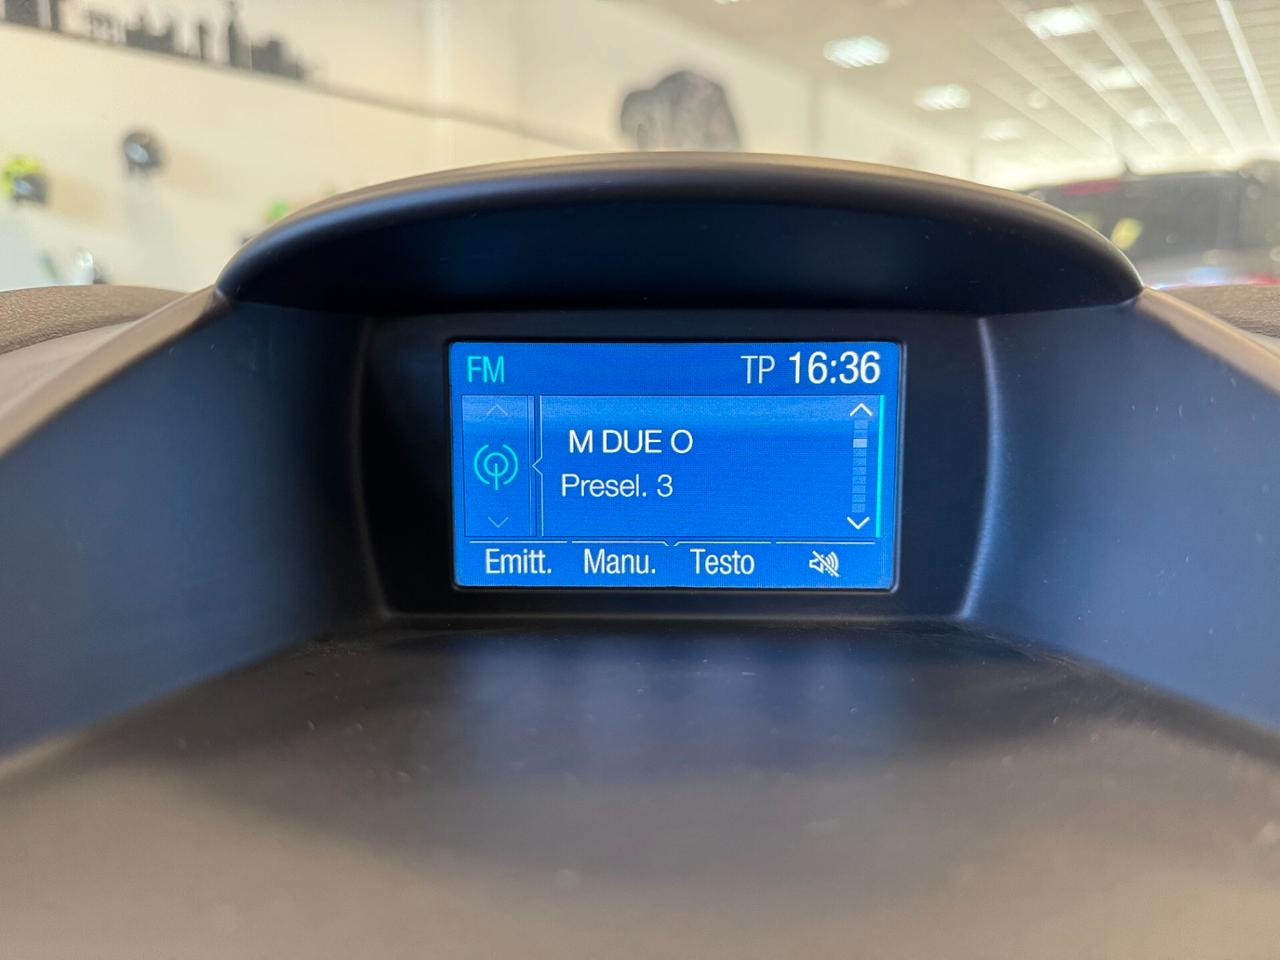 FM TP 16:36
M DUE O
Presel. 3
Emitt. Manu. Testo